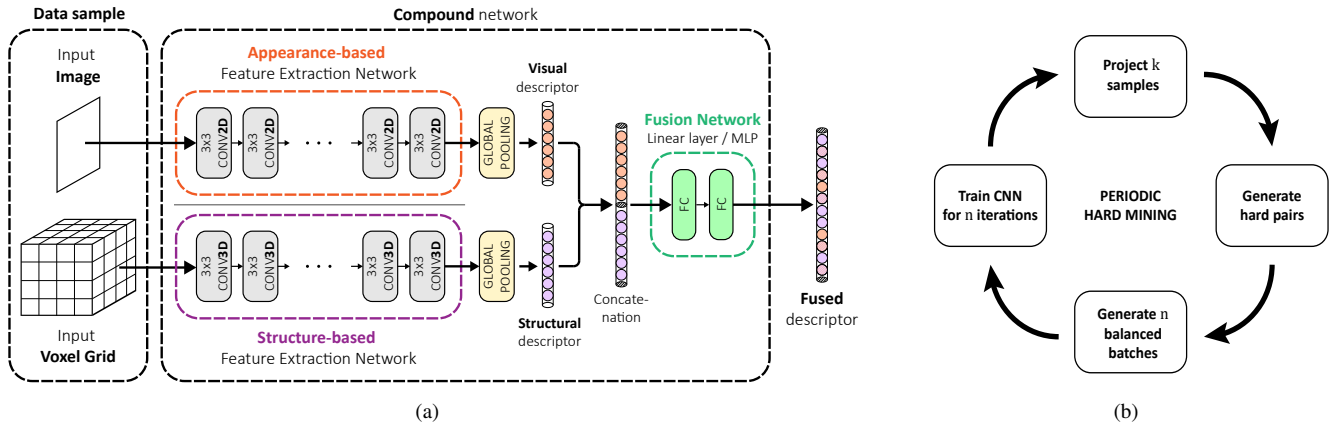 Data sample
Input
Image
Input
Voxel Grid
Compound network
Appearance-based
Feature Extraction Network
3x3
CONV2D
3x3
CONV2D
. . .
3x3
CONV2D
3x3
CONV2D
GLOBAL
POOLING
Visual
descriptor
3x3
CONV3D
3x3
CONV3D
. . .
3x3
CONV3D
3x3
CONV3D
GLOBAL
POOLING
Structural
descriptor
Structure-based
Feature Extraction Network
Concate-
nation
Fusion Network
Linear layer / MLP
FC
FC
Fused
descriptor
(a)
Project k
samples
Generate
hard pairs
Generate n
balanced
batches
Train CNN
for n iterations
PERIODIC
HARD MINING
(b)